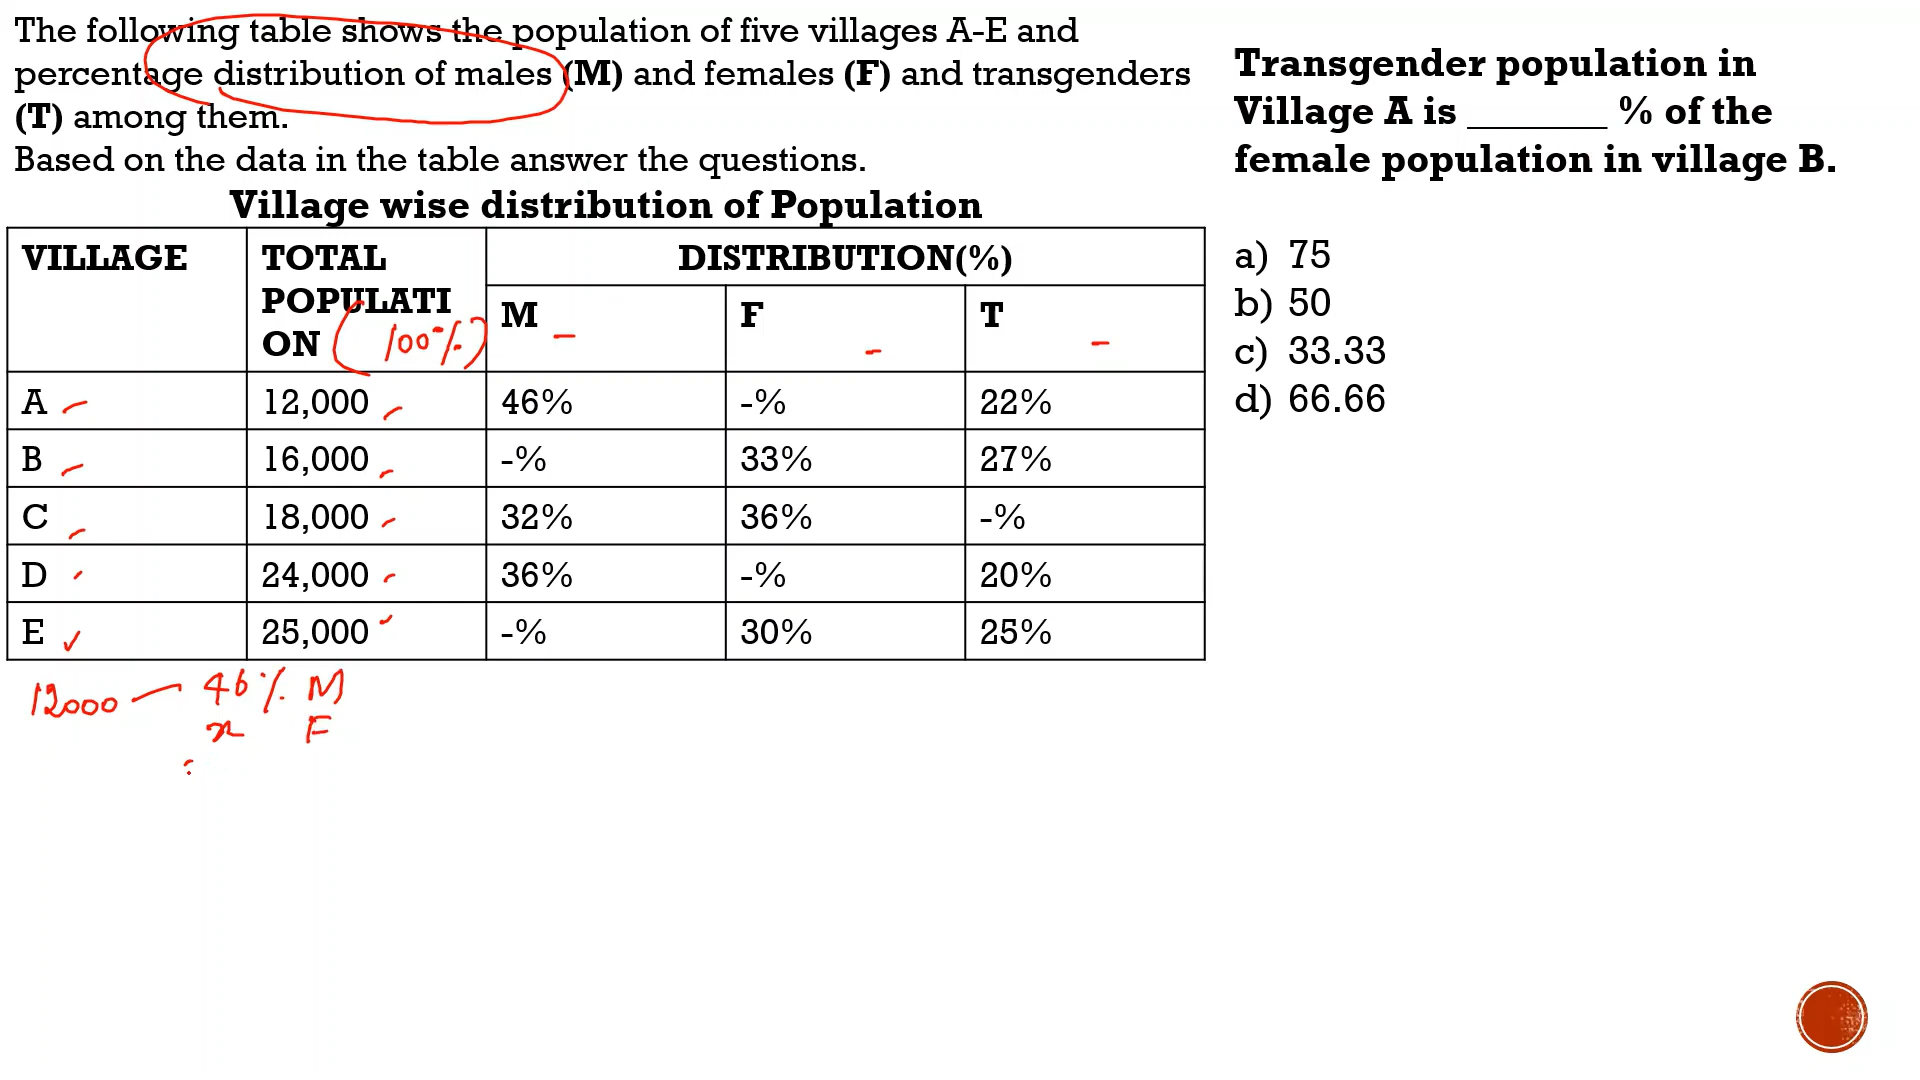 The following table shows the population of five villages A-E and
percentage distribution of males (M) and females (F) and transgenders
(T) among them.
Based on the data in the table answer the questions.
Village wise distribution of Population
VILLAGE TOTAL POPULATI ON (100%) DISTRIBUTION(%)
M F T
A 12,000 46% -% 22%
B 16,000 -% 33% 27%
C 18,000 32% 36% -%
D 24,000 36% -% 20%
E 25,000 -% 30% 25%
12000 — 46% M
x F
Transgender population in
Village A is _______ % of the
female population in village B.
a) 75
b) 50
c) 33.33
d) 66.66